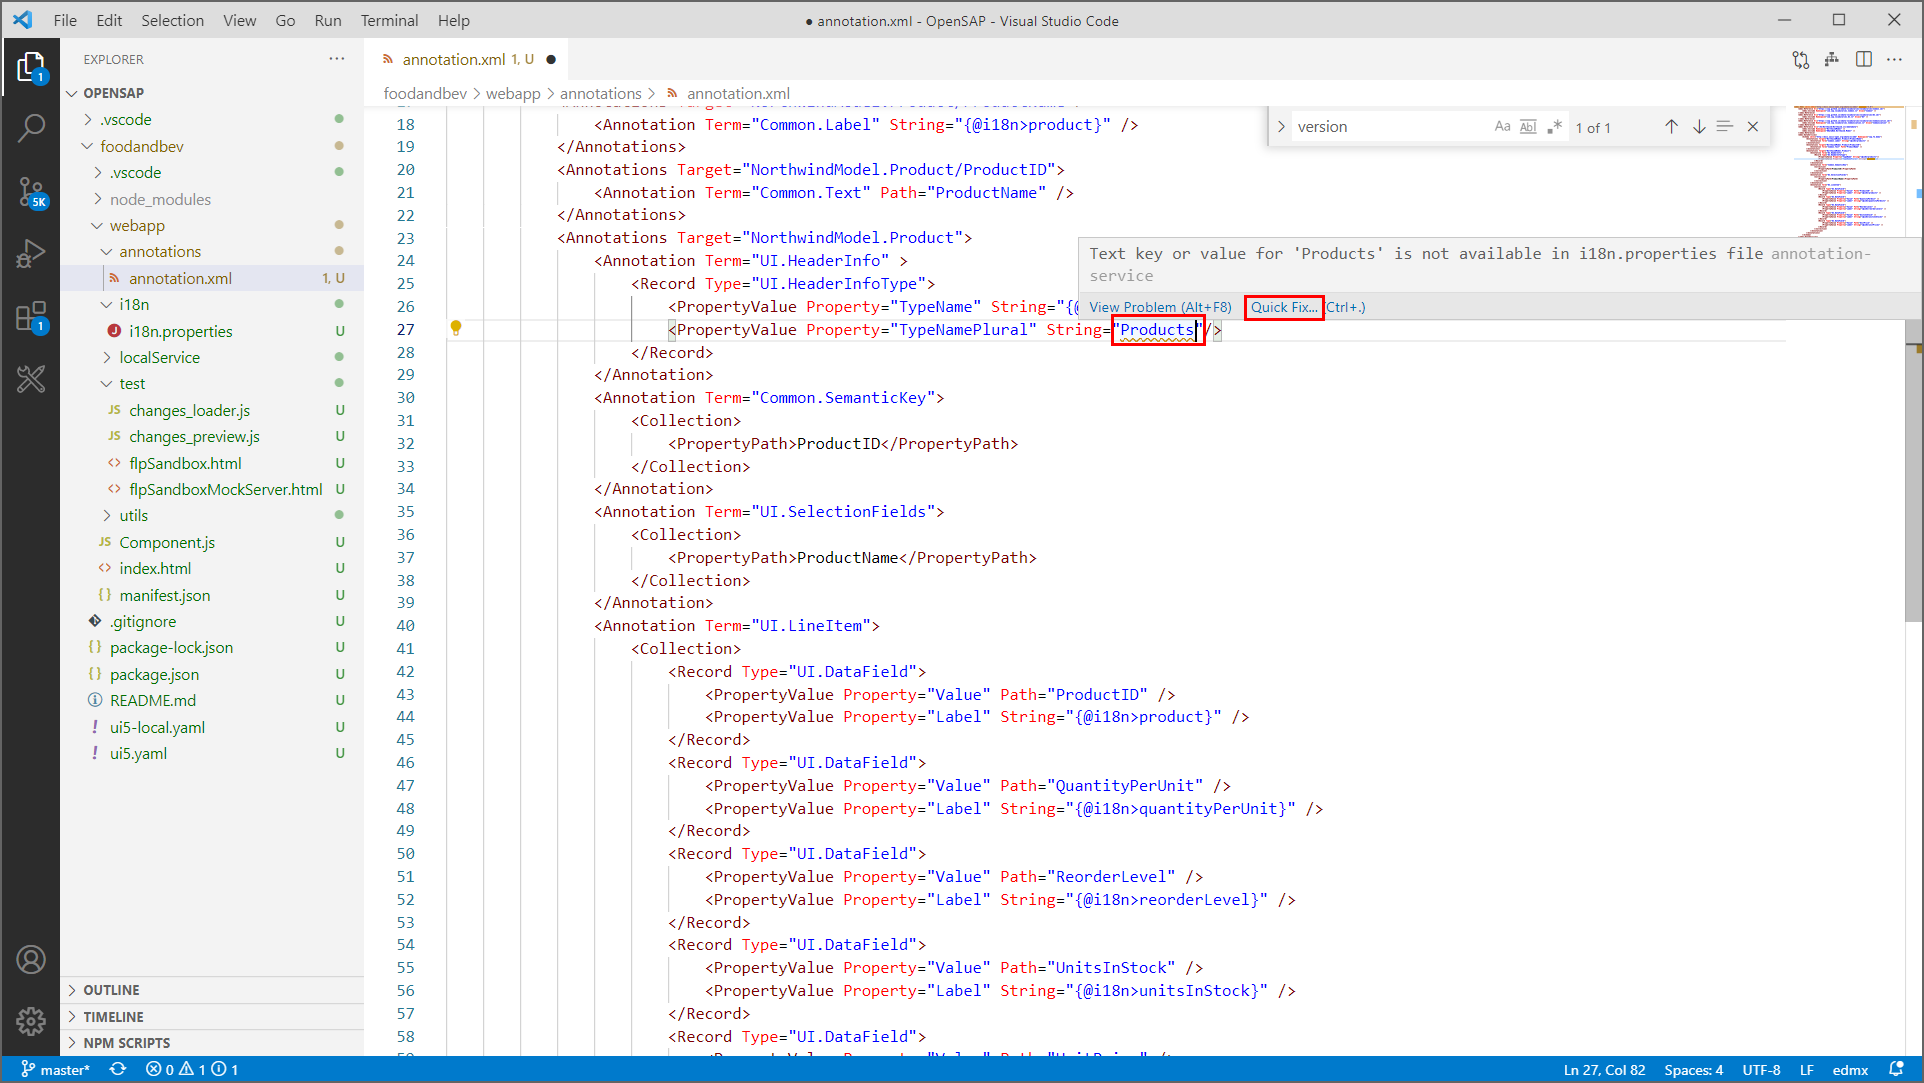 File Edit Selection View Go Run Terminal Help
● annotation.xml - OpenSAP - Visual Studio Code
EXPLORER
OPENSAP
.vscode
foodandbev
.vscode
node_modules
webapp
annotations
annotation.xml 1, U
i18n
i18n.properties U
localService
test
JS changes_loader.js U
JS changes_preview.js U
<> flpSandbox.html U
<> flpSandboxMockServer.html U
utils
JS Component.js U
<> index.html U
{} manifest.json U
.gitignore U
{} package-lock.json U
{} package.json U
README.md U
! ui5-local.yaml U
! ui5.yaml U
OUTLINE
TIMELINE
NPM SCRIPTS
1
5K
1
annotation.xml 1, U ●
foodandbev > webapp > annotations > annotation.xml
version Aa Abl .* 1 of 1
18 <Annotation Term="Common.Label" String="{@i18n>product}" />
19 </Annotations>
20 <Annotations Target="NorthwindModel.Product/ProductID">
21 <Annotation Term="Common.Text" Path="ProductName" />
22 </Annotations>
23 <Annotations Target="NorthwindModel.Product">
24 <Annotation Term="UI.HeaderInfo" >
25 <Record Type="UI.HeaderInfoType">
26 <PropertyValue Property="TypeName" String="{@
27 <PropertyValue Property="TypeNamePlural" String="Products"/>
28 </Record>
29 </Annotation>
30 <Annotation Term="Common.SemanticKey">
31 <Collection>
32 <PropertyPath>ProductID</PropertyPath>
33 </Collection>
34 </Annotation>
35 <Annotation Term="UI.SelectionFields">
36 <Collection>
37 <PropertyPath>ProductName</PropertyPath>
38 </Collection>
39 </Annotation>
40 <Annotation Term="UI.LineItem">
41 <Collection>
42 <Record Type="UI.DataField">
43 <PropertyValue Property="Value" Path="ProductID" />
44 <PropertyValue Property="Label" String="{@i18n>product}" />
45 </Record>
46 <Record Type="UI.DataField">
47 <PropertyValue Property="Value" Path="QuantityPerUnit" />
48 <PropertyValue Property="Label" String="{@i18n>quantityPerUnit}" />
49 </Record>
50 <Record Type="UI.DataField">
51 <PropertyValue Property="Value" Path="ReorderLevel" />
52 <PropertyValue Property="Label" String="{@i18n>reorderLevel}" />
53 </Record>
54 <Record Type="UI.DataField">
55 <PropertyValue Property="Value" Path="UnitsInStock" />
56 <PropertyValue Property="Label" String="{@i18n>unitsInStock}" />
57 </Record>
58 <Record Type="UI.DataField">
Text key or value for 'Products' is not available in i18n.properties file annotation-
service
View Problem (Alt+F8) Quick Fix... (Ctrl+.)
master* 0 1 1 Ln 27, Col 82 Spaces: 4 UTF-8 LF edmx